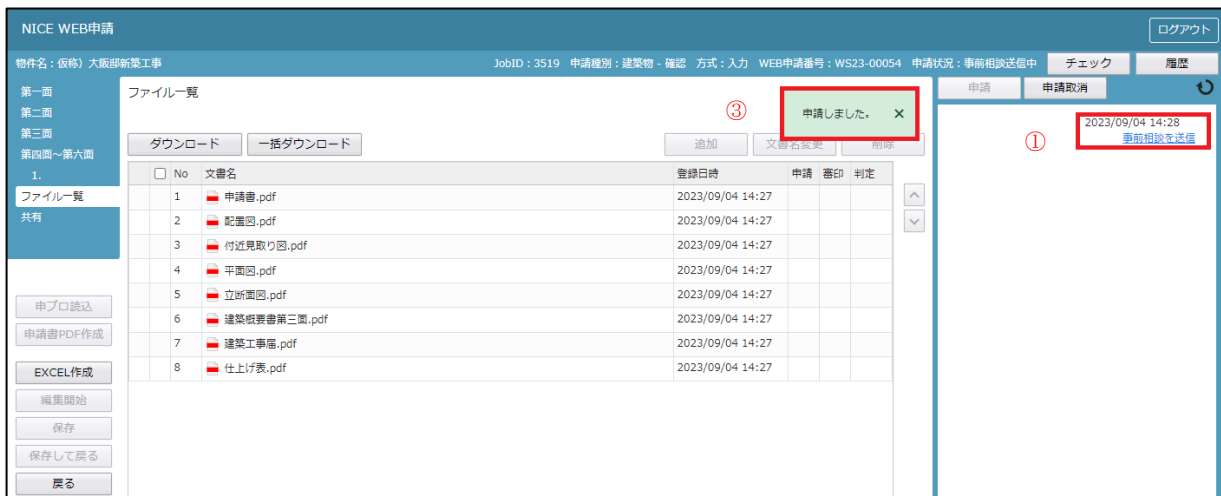 NICE WEB申請
ログアウト
物件名：仮称）大阪邸新築工事
JobID：3519 申請種別：建築物 - 確認 方式：入力 WEB申請番号：WS23-00054 申請状況：事前相談送信中
チェック
履歴
第一面
第二面
第三面
第四面～第六面
1.
ファイル一覧
共有
申プロ読込
申請書PDF作成
EXCEL作成
編集開始
保存
保存して戻る
戻る
ファイル一覧
③
申請しました。 ×
ダウンロード
一括ダウンロード
追加
文書名変更
削除
No 文書名 登録日時 申請 審印 判定
1 申請書.pdf 2023/09/04 14:27
2 配置図.pdf 2023/09/04 14:27
3 付近見取り図.pdf 2023/09/04 14:27
4 平面図.pdf 2023/09/04 14:27
5 立断面図.pdf 2023/09/04 14:27
6 建築概要書第三面.pdf 2023/09/04 14:27
7 建築工事届.pdf 2023/09/04 14:27
8 仕上げ表.pdf 2023/09/04 14:27
申請
申請取消
①
2023/09/04 14:28
事前相談を送信